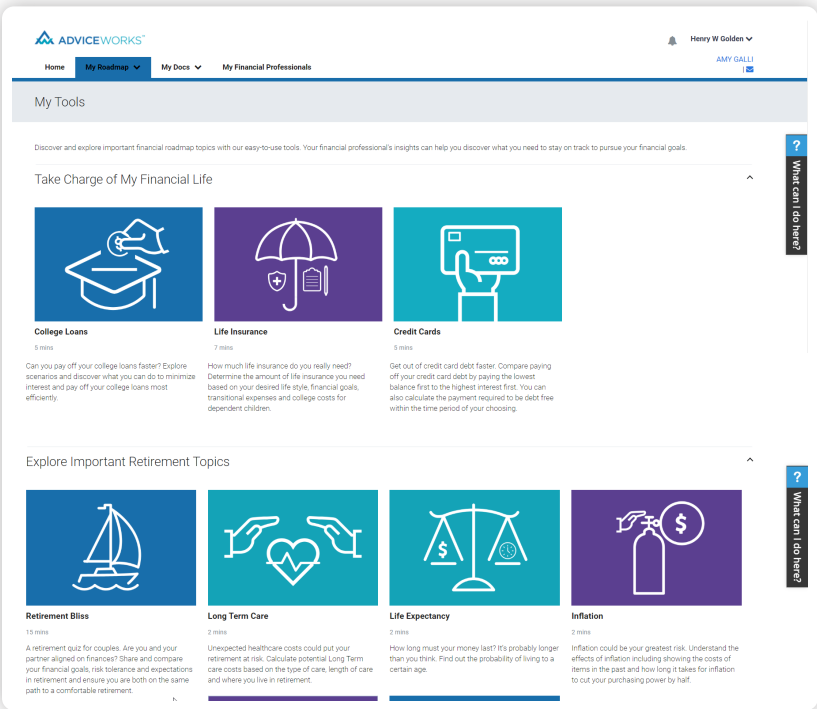 ADVICEWORKS™
Henry W Golden
Home
My Roadmap
My Docs
My Financial Professionals
AMY GALLI
|
My Tools
Discover and explore important financial roadmap topics with our easy-to-use tools. Your financial professional's insights can help you discover what you need to stay on track to pursue your financial goals.
?
What can I do here?
Take Charge of My Financial Life
College Loans
5 mins
Can you pay off your college loans faster? Explore
scenarios and discover what you can do to minimize
interest and pay off your college loans most
efficiently.
Life Insurance
7 mins
How much life insurance do you really need?
Determine the amount of life insurance you need
based on your desired life style, financial goals,
transitional expenses and college costs for
dependent children.
Credit Cards
5 mins
Get out of credit card debt faster. Compare paying
off your credit card debt by paying the lowest
balance first to the highest interest first. You can
also calculate the payment required to be debt free
within the time period of your choosing.
Explore Important Retirement Topics
?
What can I do here?
$
$
Retirement Bliss
15 mins
A retirement quiz for couples. Are you and your
partner aligned on finances? Share and compare
your financial goals, risk tolerance and expectations
in retirement and ensure you are both on the same
path to a comfortable retirement.
Long Term Care
2 mins
Unexpected healthcare costs could put your
retirement at risk. Calculate potential Long Term
care costs based on the type of care, length of care
and where you live in retirement.
Life Expectancy
2 mins
How long must your money last? It's probably longer
than you think. Find out the probability of living to a
certain age.
Inflation
2 mins
Inflation could be your greatest risk. Understand the
effects of inflation including showing the costs of
items in the past and how long it takes for inflation
to cut your purchasing power by half.